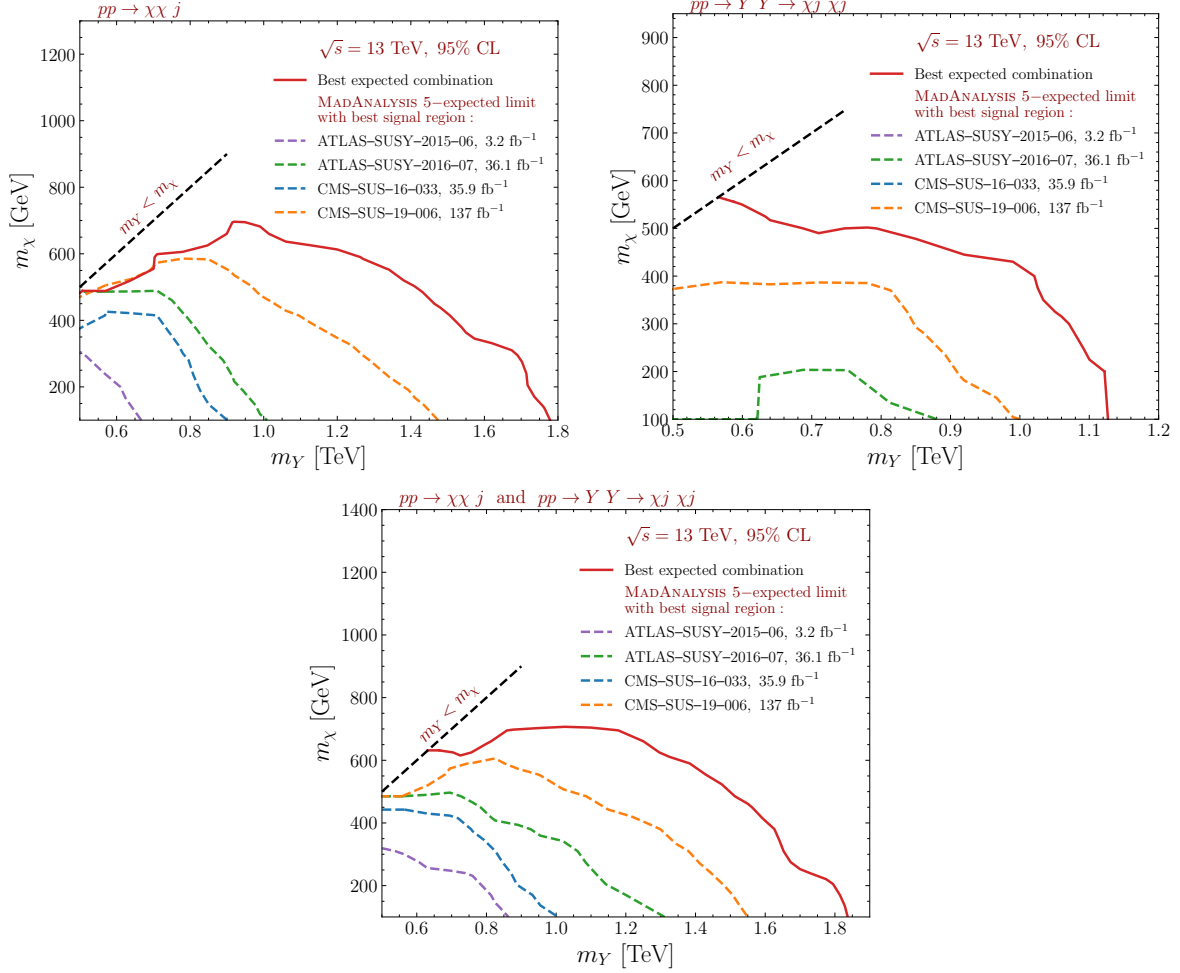 pp → χχ j
√s = 13 TeV, 95% CL
Best expected combination
MADANALYSIS 5−expected limit
with best signal region :
ATLAS–SUSY–2015–06, 3.2 fb⁻¹
ATLAS–SUSY–2016–07, 36.1 fb⁻¹
CMS–SUS–16–033, 35.9 fb⁻¹
CMS–SUS–19–006, 137 fb⁻¹
m_Y < m_χ
m_χ [GeV]
1200
1000
800
600
400
200
0.6 0.8 1.0 1.2 1.4 1.6 1.8
m_Y [TeV]
pp → Y Y → χj χj
√s = 13 TeV, 95% CL
Best expected combination
MADANALYSIS 5−expected limit
with best signal region :
ATLAS–SUSY–2015–06, 3.2 fb⁻¹
ATLAS–SUSY–2016–07, 36.1 fb⁻¹
CMS–SUS–16–033, 35.9 fb⁻¹
CMS–SUS–19–006, 137 fb⁻¹
m_Y < m_χ
m_χ [GeV]
900
800
700
600
500
400
300
200
100
0.5 0.6 0.7 0.8 0.9 1.0 1.1 1.2
m_Y [TeV]
pp → χχ j and pp → Y Y → χj χj
√s = 13 TeV, 95% CL
Best expected combination
MADANALYSIS 5−expected limit
with best signal region :
ATLAS–SUSY–2015–06, 3.2 fb⁻¹
ATLAS–SUSY–2016–07, 36.1 fb⁻¹
CMS–SUS–16–033, 35.9 fb⁻¹
CMS–SUS–19–006, 137 fb⁻¹
m_Y < m_χ
m_χ [GeV]
1400
1200
1000
800
600
400
200
0.6 0.8 1.0 1.2 1.4 1.6 1.8
m_Y [TeV]